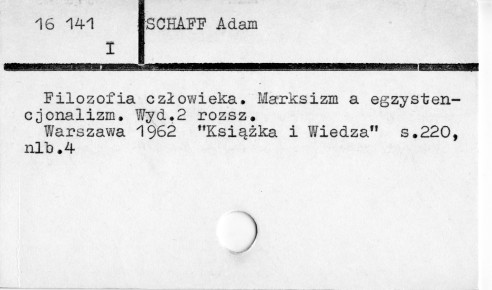 16 141 SCHAFF Adam
I
Filozofia człowieka. Marksizm a egzysten-
cjonalizm. Wyd.2 rozsz.
Warszawa 1962 "Książka i Wiedza" s.220,
nlb.4